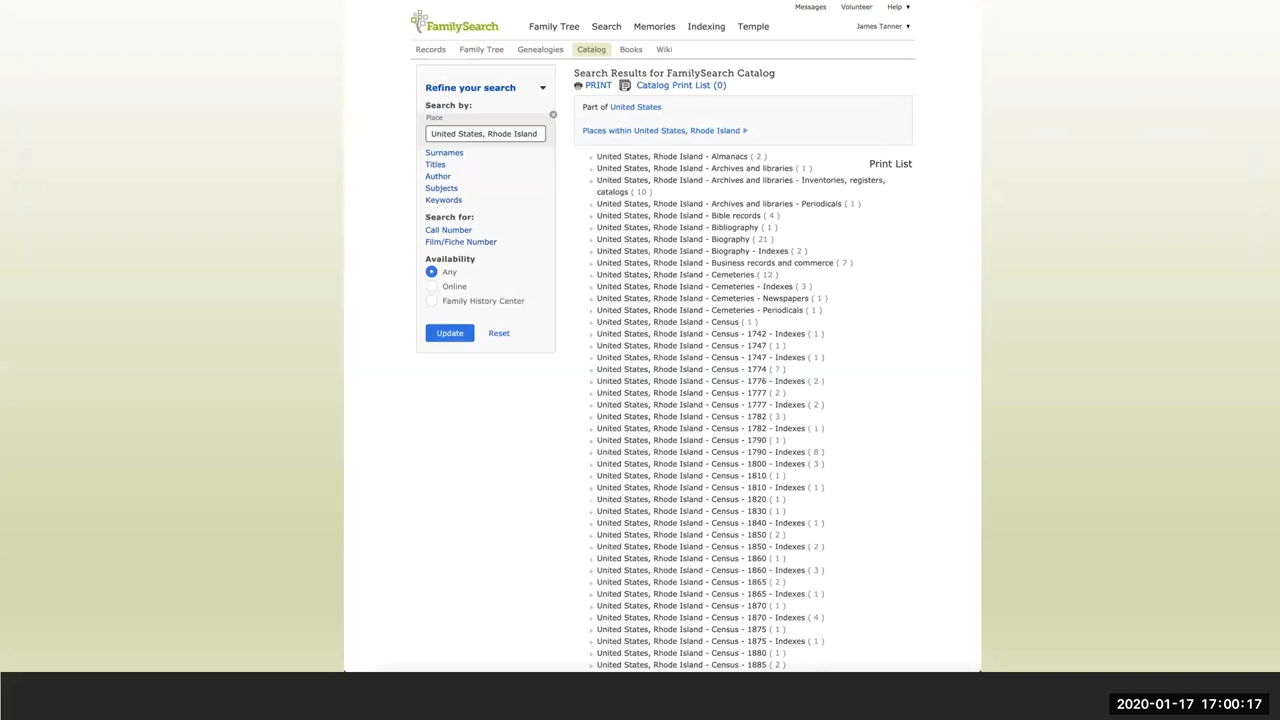 Messages Volunteer Help
FamilySearch
Family Tree Search Memories Indexing Temple
James Tanner
Records Family Tree Genealogies Catalog Books Wiki
Refine your search
Search by:
Place
United States, Rhode Island
Surnames
Titles
Author
Subjects
Keywords
Search for:
Call Number
Film/Fiche Number
Availability
Any
Online
Family History Center
Update Reset
Search Results for FamilySearch Catalog
PRINT Catalog Print List (0)
Part of United States
Places within United States, Rhode Island
Print List
United States, Rhode Island - Almanacs ( 2 )
United States, Rhode Island - Archives and libraries ( 1 )
United States, Rhode Island - Archives and libraries - Inventories, registers,
catalogs ( 10 )
United States, Rhode Island - Archives and libraries - Periodicals ( 1 )
United States, Rhode Island - Bible records ( 4 )
United States, Rhode Island - Bibliography ( 1 )
United States, Rhode Island - Biography ( 21 )
United States, Rhode Island - Biography - Indexes ( 2 )
United States, Rhode Island - Business records and commerce ( 7 )
United States, Rhode Island - Cemeteries ( 12 )
United States, Rhode Island - Cemeteries - Indexes ( 3 )
United States, Rhode Island - Cemeteries - Newspapers ( 1 )
United States, Rhode Island - Cemeteries - Periodicals ( 1 )
United States, Rhode Island - Census ( 1 )
United States, Rhode Island - Census - 1742 - Indexes ( 1 )
United States, Rhode Island - Census - 1747 ( 1 )
United States, Rhode Island - Census - 1747 - Indexes ( 1 )
United States, Rhode Island - Census - 1774 ( 7 )
United States, Rhode Island - Census - 1776 - Indexes ( 2 )
United States, Rhode Island - Census - 1777 ( 2 )
United States, Rhode Island - Census - 1777 - Indexes ( 2 )
United States, Rhode Island - Census - 1782 ( 3 )
United States, Rhode Island - Census - 1782 - Indexes ( 1 )
United States, Rhode Island - Census - 1790 ( 1 )
United States, Rhode Island - Census - 1790 - Indexes ( 8 )
United States, Rhode Island - Census - 1800 - Indexes ( 3 )
United States, Rhode Island - Census - 1810 ( 1 )
United States, Rhode Island - Census - 1810 - Indexes ( 1 )
United States, Rhode Island - Census - 1820 ( 1 )
United States, Rhode Island - Census - 1830 ( 1 )
United States, Rhode Island - Census - 1840 - Indexes ( 1 )
United States, Rhode Island - Census - 1850 ( 2 )
United States, Rhode Island - Census - 1850 - Indexes ( 2 )
United States, Rhode Island - Census - 1860 ( 1 )
United States, Rhode Island - Census - 1860 - Indexes ( 3 )
United States, Rhode Island - Census - 1865 ( 2 )
United States, Rhode Island - Census - 1865 - Indexes ( 1 )
United States, Rhode Island - Census - 1870 ( 1 )
United States, Rhode Island - Census - 1870 - Indexes ( 4 )
United States, Rhode Island - Census - 1875 ( 1 )
United States, Rhode Island - Census - 1875 - Indexes ( 1 )
United States, Rhode Island - Census - 1880 ( 1 )
United States, Rhode Island - Census - 1885 ( 2 )
2020-01-17 17:00:17